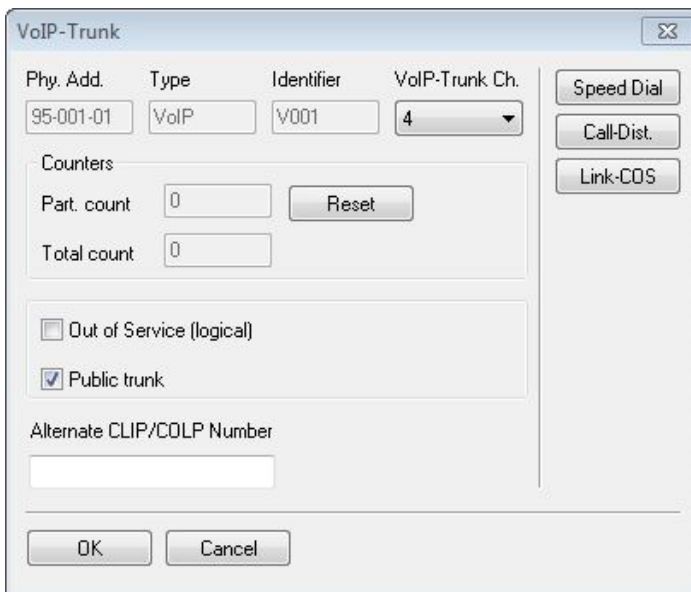 VoIP-Trunk
Phy. Add. Type Identifier VoIP-Trunk Ch.
95-001-01 VoIP V001 4
Speed Dial
Call-Dist.
Link-COS
Counters
Part. count 0 Reset
Total count 0
Out of Service (logical)
Public trunk
Alternate CLIP/COLP Number
OK Cancel